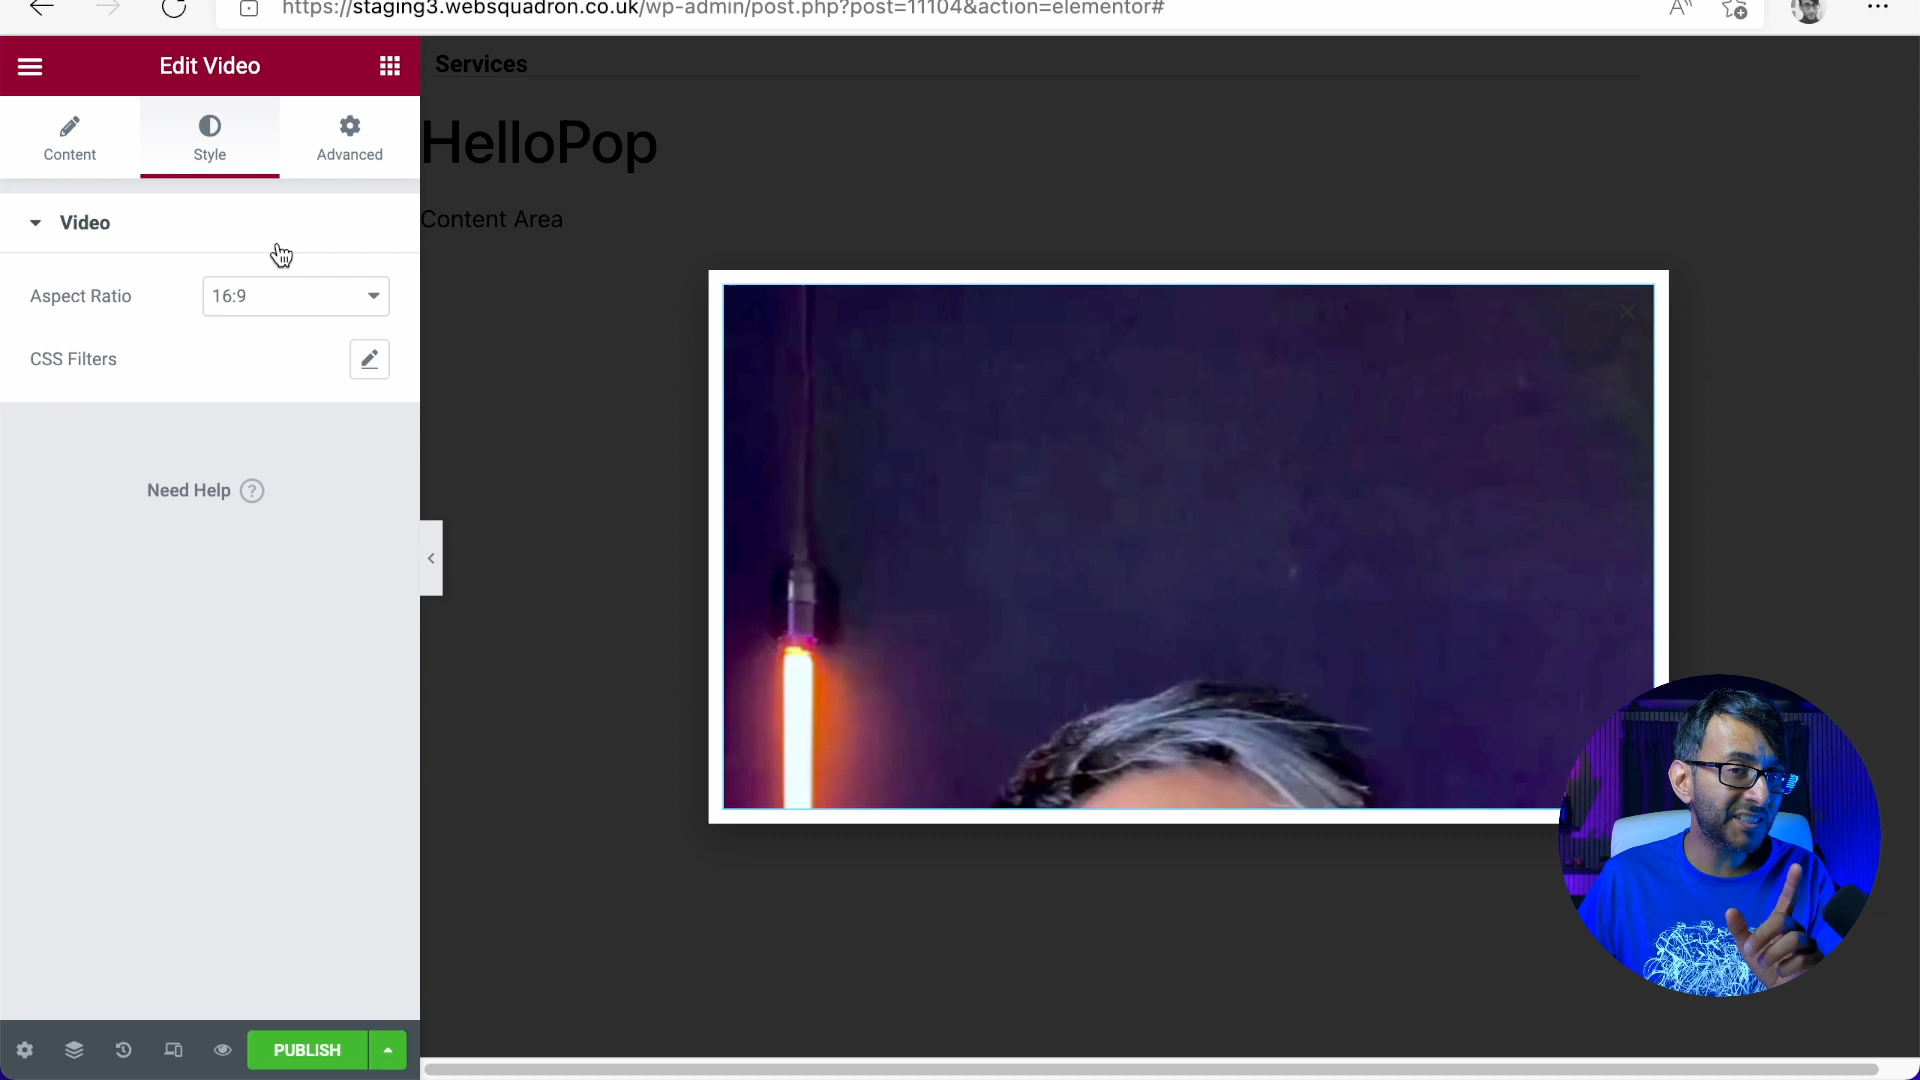 https://staging3.websquadron.co.uk/wp-admin/post.php?post=11104&action=elementor#
Edit Video
Content
Style
Advanced
Video
Aspect Ratio
16:9
CSS Filters
Need Help ?
PUBLISH
Services
HelloPop
Content Area